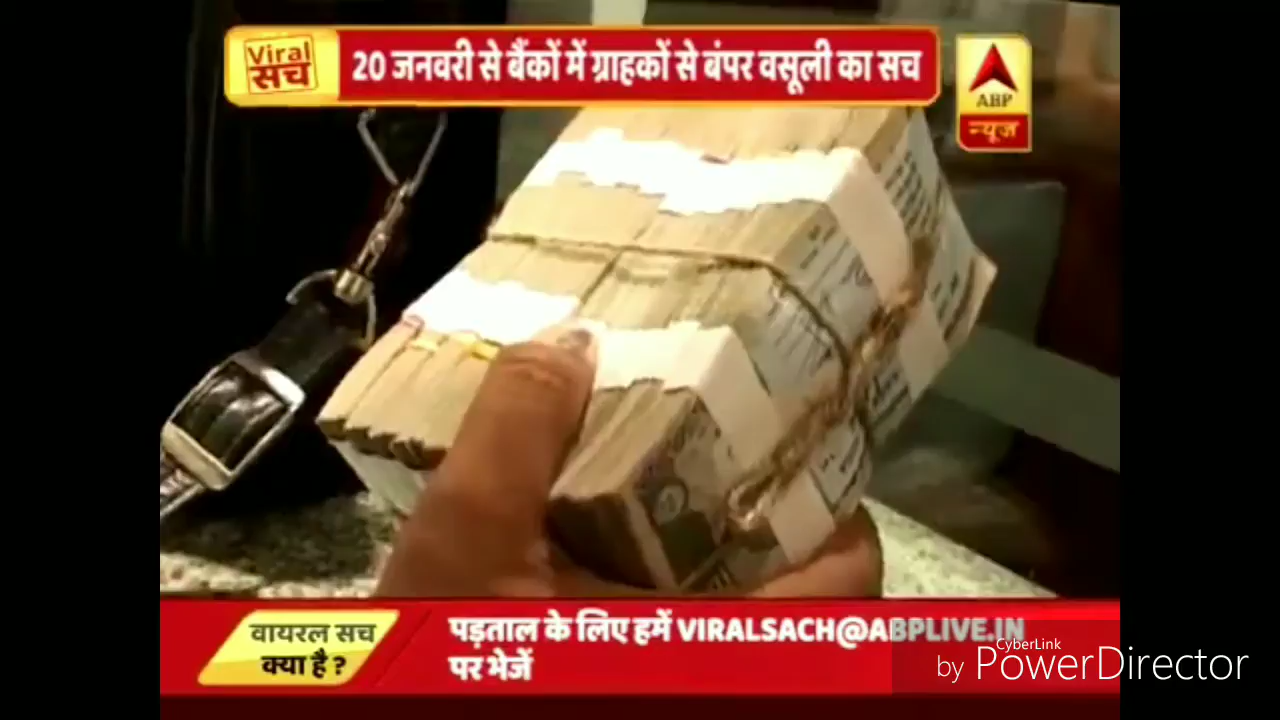 Viral
सच
20 जनवरी से बैंकों में ग्राहकों से बंपर वसूली का सच
ABP
न्यूज़
वायरल सच
क्या है ?
पड़ताल के लिए हमें VIRALSACH@ABPLIVE.IN
पर भेजें
CyberLink
by PowerDirector